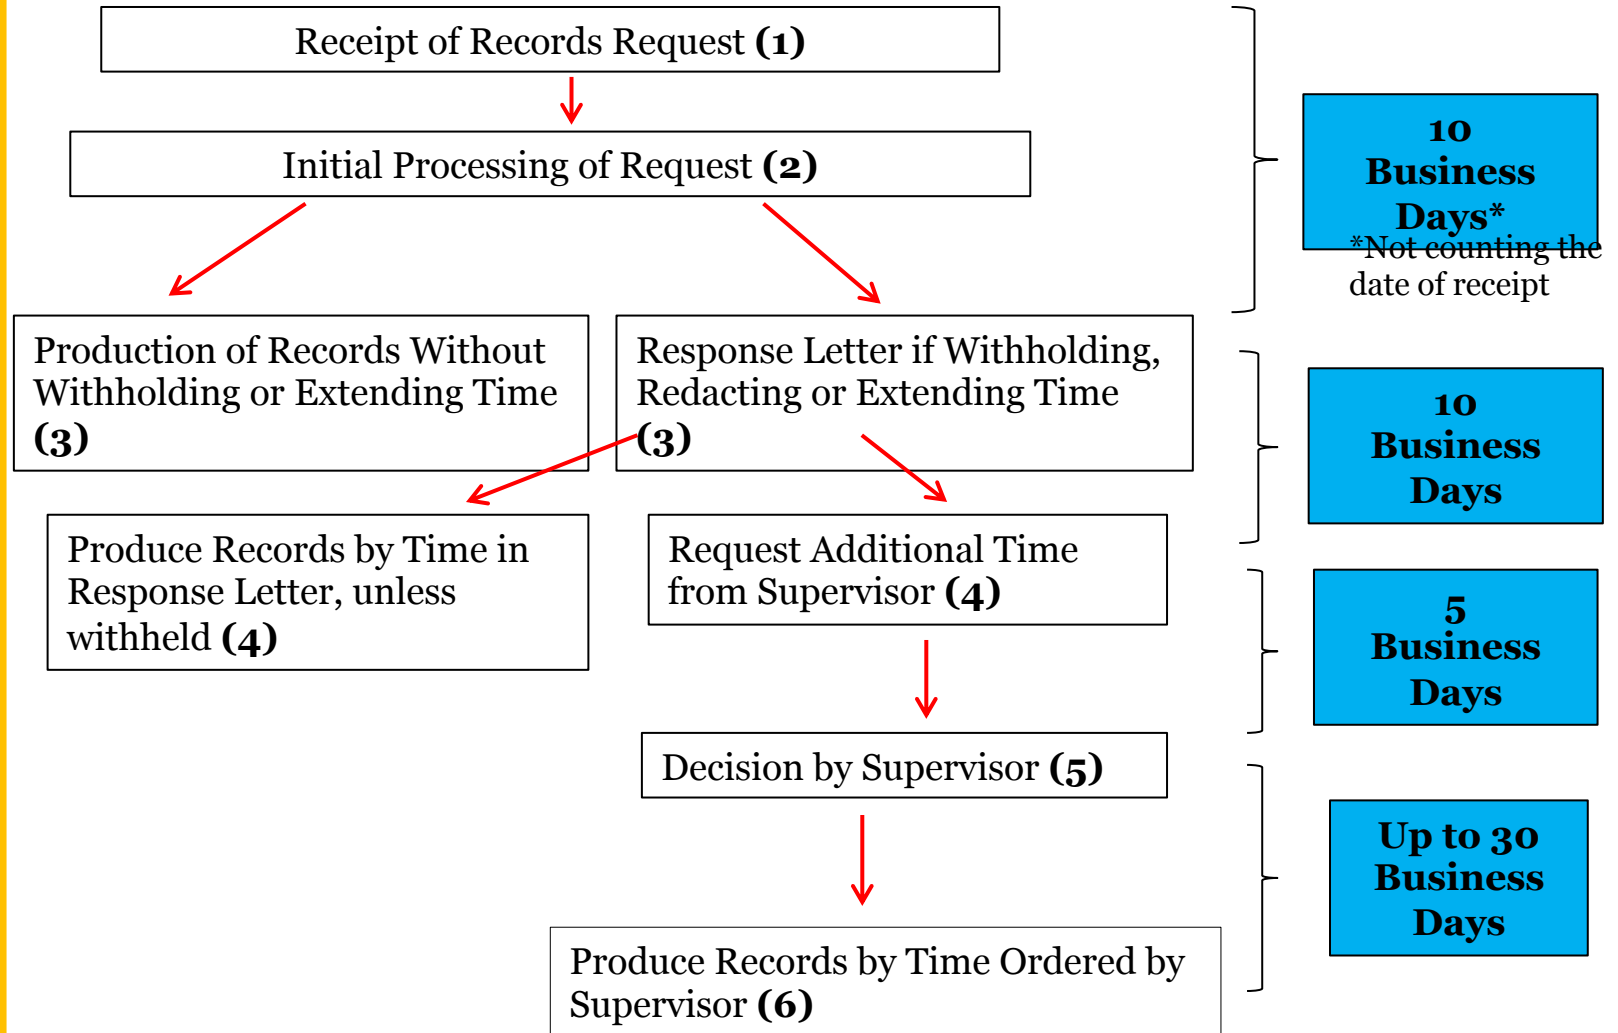 Receipt of Records Request (1)
Initial Processing of Request (2)
10
Business
Days*
*Not counting the
date of receipt
Production of Records Without
Withholding or Extending Time
(3)
Response Letter if Withholding,
Redacting or Extending Time
(3)
10
Business
Days
Produce Records by Time in
Response Letter, unless
withheld (4)
Request Additional Time
from Supervisor (4)
5
Business
Days
Decision by Supervisor (5)
Up to 30
Business
Days
Produce Records by Time Ordered by
Supervisor (6)